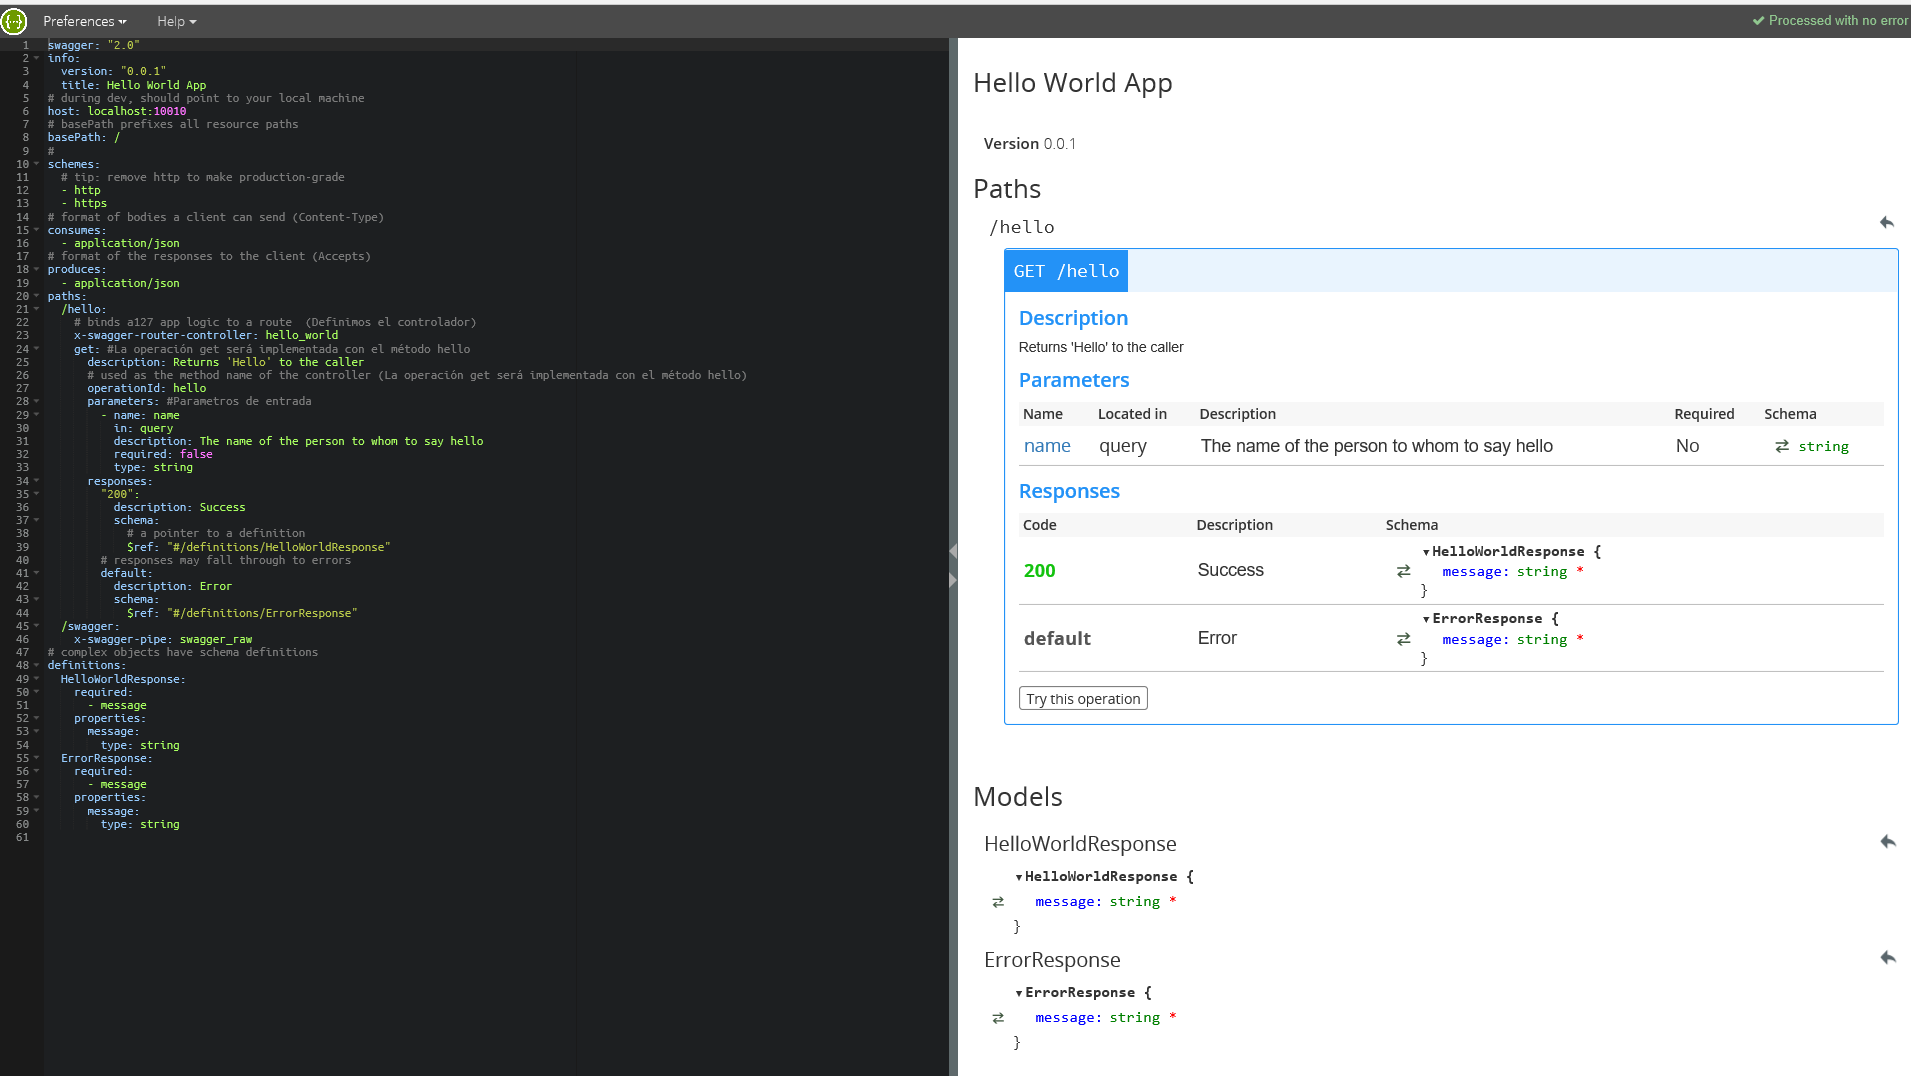 Preferences Help
Processed with no error
1 swagger: "2.0"
2 info:
3 version: "0.0.1"
4 title: Hello World App
5 # during dev, should point to your local machine
6 host: localhost:10010
7 # basePath prefixes all resource paths
8 basePath: /
9 #
10 schemes:
11 # tip: remove http to make production-grade
12 - http
13 - https
14 # format of bodies a client can send (Content-Type)
15 consumes:
16 - application/json
17 # format of the responses to the client (Accepts)
18 produces:
19 - application/json
20 paths:
21 /hello:
22 # binds a127 app logic to a route  (Definimos el controlador)
23 x-swagger-router-controller: hello_world
24 get: #La operación get será implementada con el método hello
25 description: Returns 'Hello' to the caller
26 # used as the method name of the controller (La operación get será implementada con el método hello)
27 operationId: hello
28 parameters: #Parametros de entrada
29 - name: name
30 in: query
31 description: The name of the person to whom to say hello
32 required: false
33 type: string
34 responses:
35 "200":
36 description: Success
37 schema:
38 # a pointer to a definition
39 $ref: "#/definitions/HelloWorldResponse"
40 # responses may fall through to errors
41 default:
42 description: Error
43 schema:
44 $ref: "#/definitions/ErrorResponse"
45 /swagger:
46 x-swagger-pipe: swagger_raw
47 # complex objects have schema definitions
48 definitions:
49 HelloWorldResponse:
50 required:
51 - message
52 properties:
53 message:
54 type: string
55 ErrorResponse:
56 required:
57 - message
58 properties:
59 message:
60 type: string
61
Hello World App
Version 0.0.1
Paths
/hello
GET /hello
Description
Returns 'Hello' to the caller
Parameters
Name Located in Description Required Schema
name query The name of the person to whom to say hello No ⇄ string
Responses
Code Description Schema
200 Success ⇄ HelloWorldResponse {
message: string *
}
default Error ⇄ ErrorResponse {
message: string *
}
Try this operation
Models
HelloWorldResponse
HelloWorldResponse {
⇄ message: string *
}
ErrorResponse
ErrorResponse {
⇄ message: string *
}